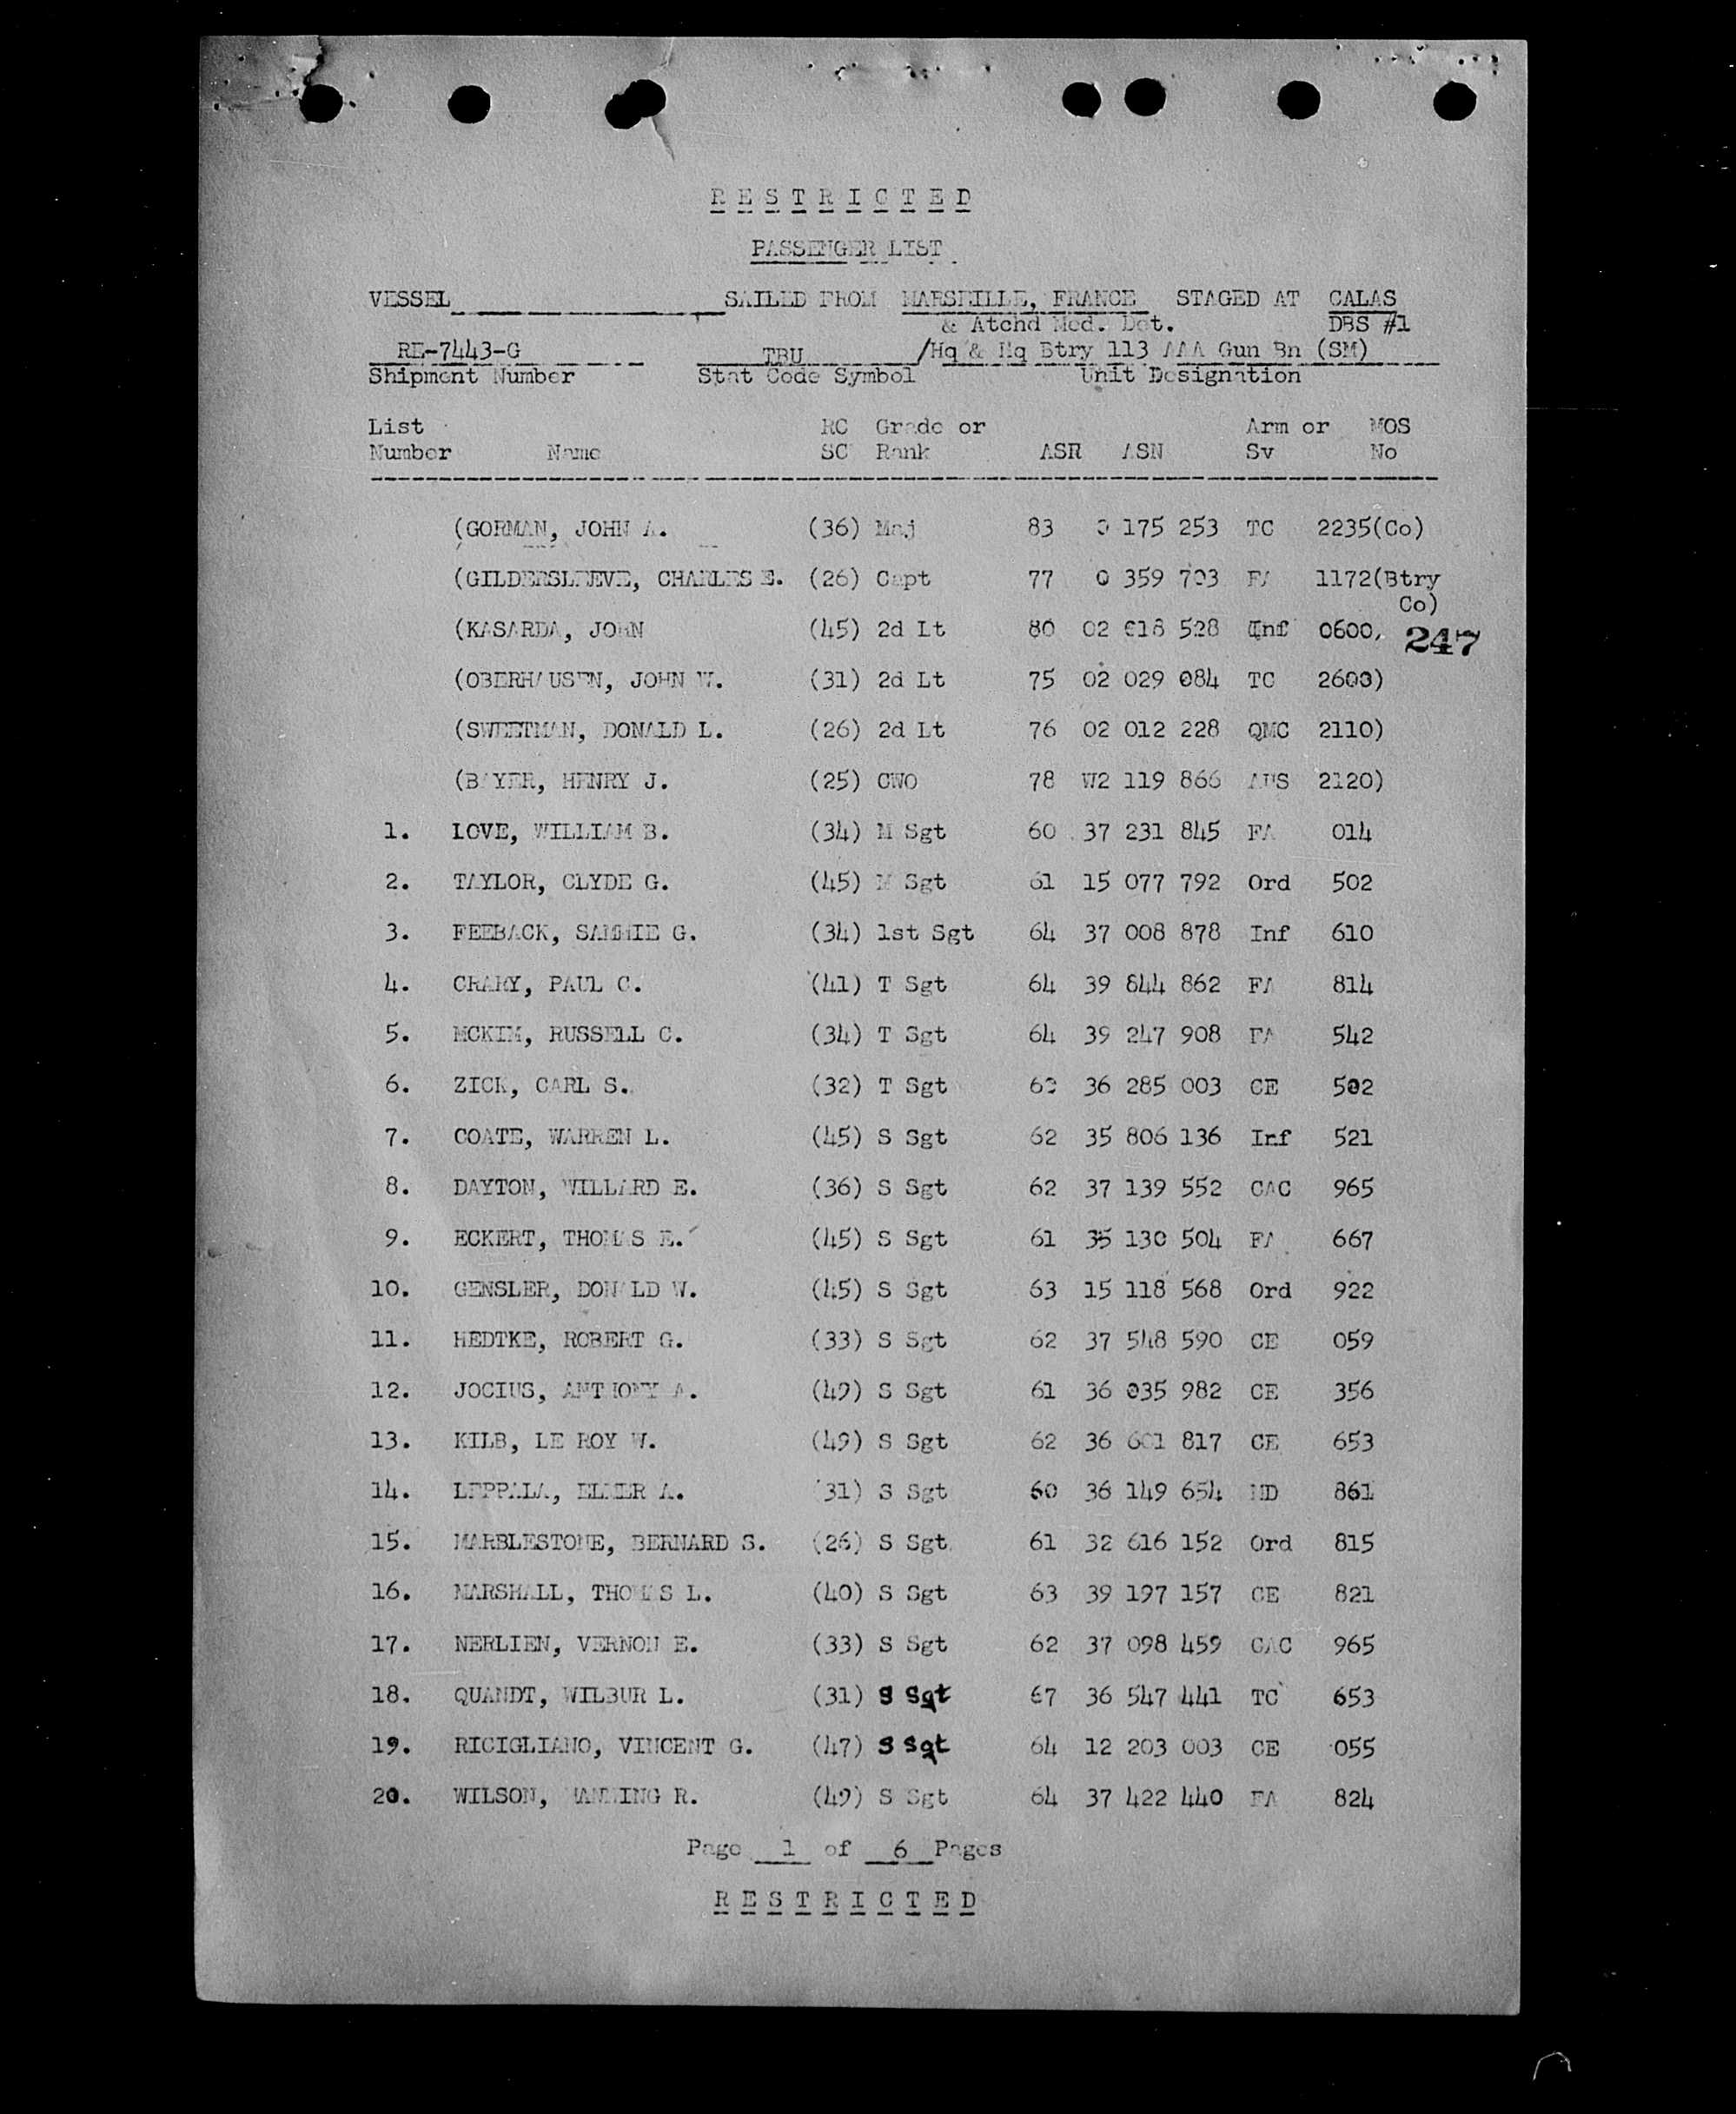 RESTRICTED
PASSENGER LIST
VESSEL SAILED FROM MARSEILLE, FRANCE STAGED AT CALAS
& Atchd Med. Det. DBS #1
RE-7443-G TBU /Hq & Hq Btry 113 AAA Gun Bn (SM)
Shipment Number Stat Code Symbol Unit Designation
List RC Grade or Arm or MOS
Number Name SC Rank ASR ASN Sv No
(GORMAN, JOHN A. (36) Maj 83 0 175 253 TC 2235(Co)
(GILDERSLEEVE, CHARLES E. (26) Capt 77 0 359 703 FA 1172(Btry
Co)
(KASARDA, JOHN (45) 2d Lt 80 02 018 528 Inf 0600,
247
(OBERHAUSEN, JOHN W. (31) 2d Lt 75 02 029 084 TC 2600)
(SWEETMAN, DONALD L. (26) 2d Lt 76 02 012 228 QMC 2110)
(BAYER, HENRY J. (25) CWO 78 W2 119 866 AUS 2120)
1. LOVE, WILLIAM B. (34) M Sgt 60 37 231 845 FA 014
2. TAYLOR, CLYDE G. (45) M Sgt 61 15 077 792 Ord 502
3. FEEBACK, SAMMIE G. (34) 1st Sgt 64 37 008 878 Inf 610
4. CRARY, PAUL C. (41) T Sgt 64 39 844 862 FA 814
5. MCKIM, RUSSELL C. (34) T Sgt 64 39 247 908 FA 542
6. ZICK, CARL S. (32) T Sgt 36 285 003 CE 502
7. COATE, WARREN L. (45) S Sgt 62 35 806 136 Inf 521
8. DAYTON, WILLARD E. (36) S Sgt 62 37 139 552 CAC 965
9. ECKERT, THOMAS E. (45) S Sgt 61 35 130 504 FA 667
10. GENSLER, DONALD W. (45) S Sgt 63 15 118 568 Ord 922
11. HEDTKE, ROBERT G. (33) S Sgt 62 37 548 590 CE 059
12. JOCIUS, ANTHONY A. (49) S Sgt 61 36 035 982 CE 356
13. KILB, LE ROY W. (49) S Sgt 62 36 601 817 CE 653
14. LEPPALA, ELMER A. (31) S Sgt 60 36 149 654 MD 861
15. MARBLESTONE, BERNARD S. (26) S Sgt 61 32 616 152 Ord 815
16. MARSHALL, THOMAS L. (40) S Sgt 63 39 197 157 CE 821
17. NERLIEN, VERNON E. (33) S Sgt 62 37 098 459 CAC 965
18. QUANDT, WILBUR L. (31) S Sgt 67 36 547 441 TC 653
19. RICIGLIANO, VINCENT G. (47) S Sgt 64 12 203 003 CE 055
20. WILSON, R. (49) S Sgt 64 37 422 440 FA 824
Page 1 of 6 Pages
RESTRICTED